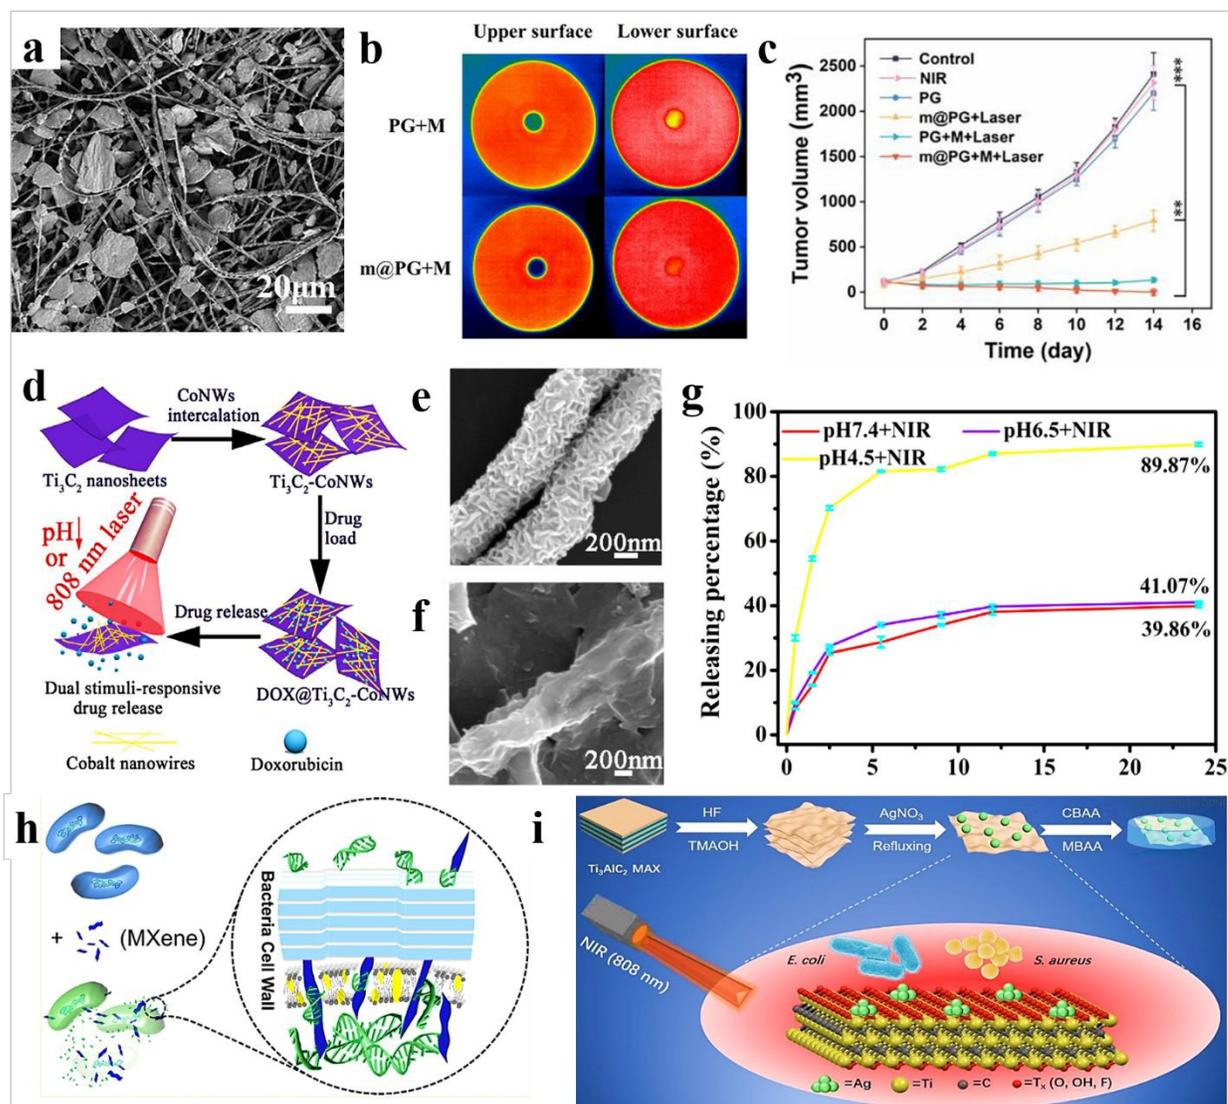 a
20μm
b
Upper surface
Lower surface
PG+M
m@PG+M
c
Tumor volume (mm³)
2500
2000
1500
1000
500
0
Control
NIR
PG
m@PG+Laser
PG+M+Laser
m@PG+M+Laser
***
**
0 2 4 6 8 10 12 14 16
Time (day)
d
CoNWs
intercalation
Ti₃C₂ nanosheets
Ti₃C₂-CoNWs
Drug
load
pH↓
or
808 nm laser
Drug release
DOX@Ti₃C₂-CoNWs
Dual stimuli-responsive
drug release
Cobalt nanowires
Doxorubicin
e
200nm
f
200nm
g
Releasing percentage (%)
100
80
60
40
20
0
pH7.4+NIR
pH6.5+NIR
pH4.5+NIR
89.87%
41.07%
39.86%
0 5 10 15 20 25
h
+
(MXene)
Bacteria Cell Wall
i
Ti₃AlC₂ MAX
HF
TMAOH
AgNO₃
Refluxing
CBAA
MBAA
NIR (808 nm)
E. coli
S. aureus
=Ag
=Ti
=C
=Tₓ (O, OH, F)